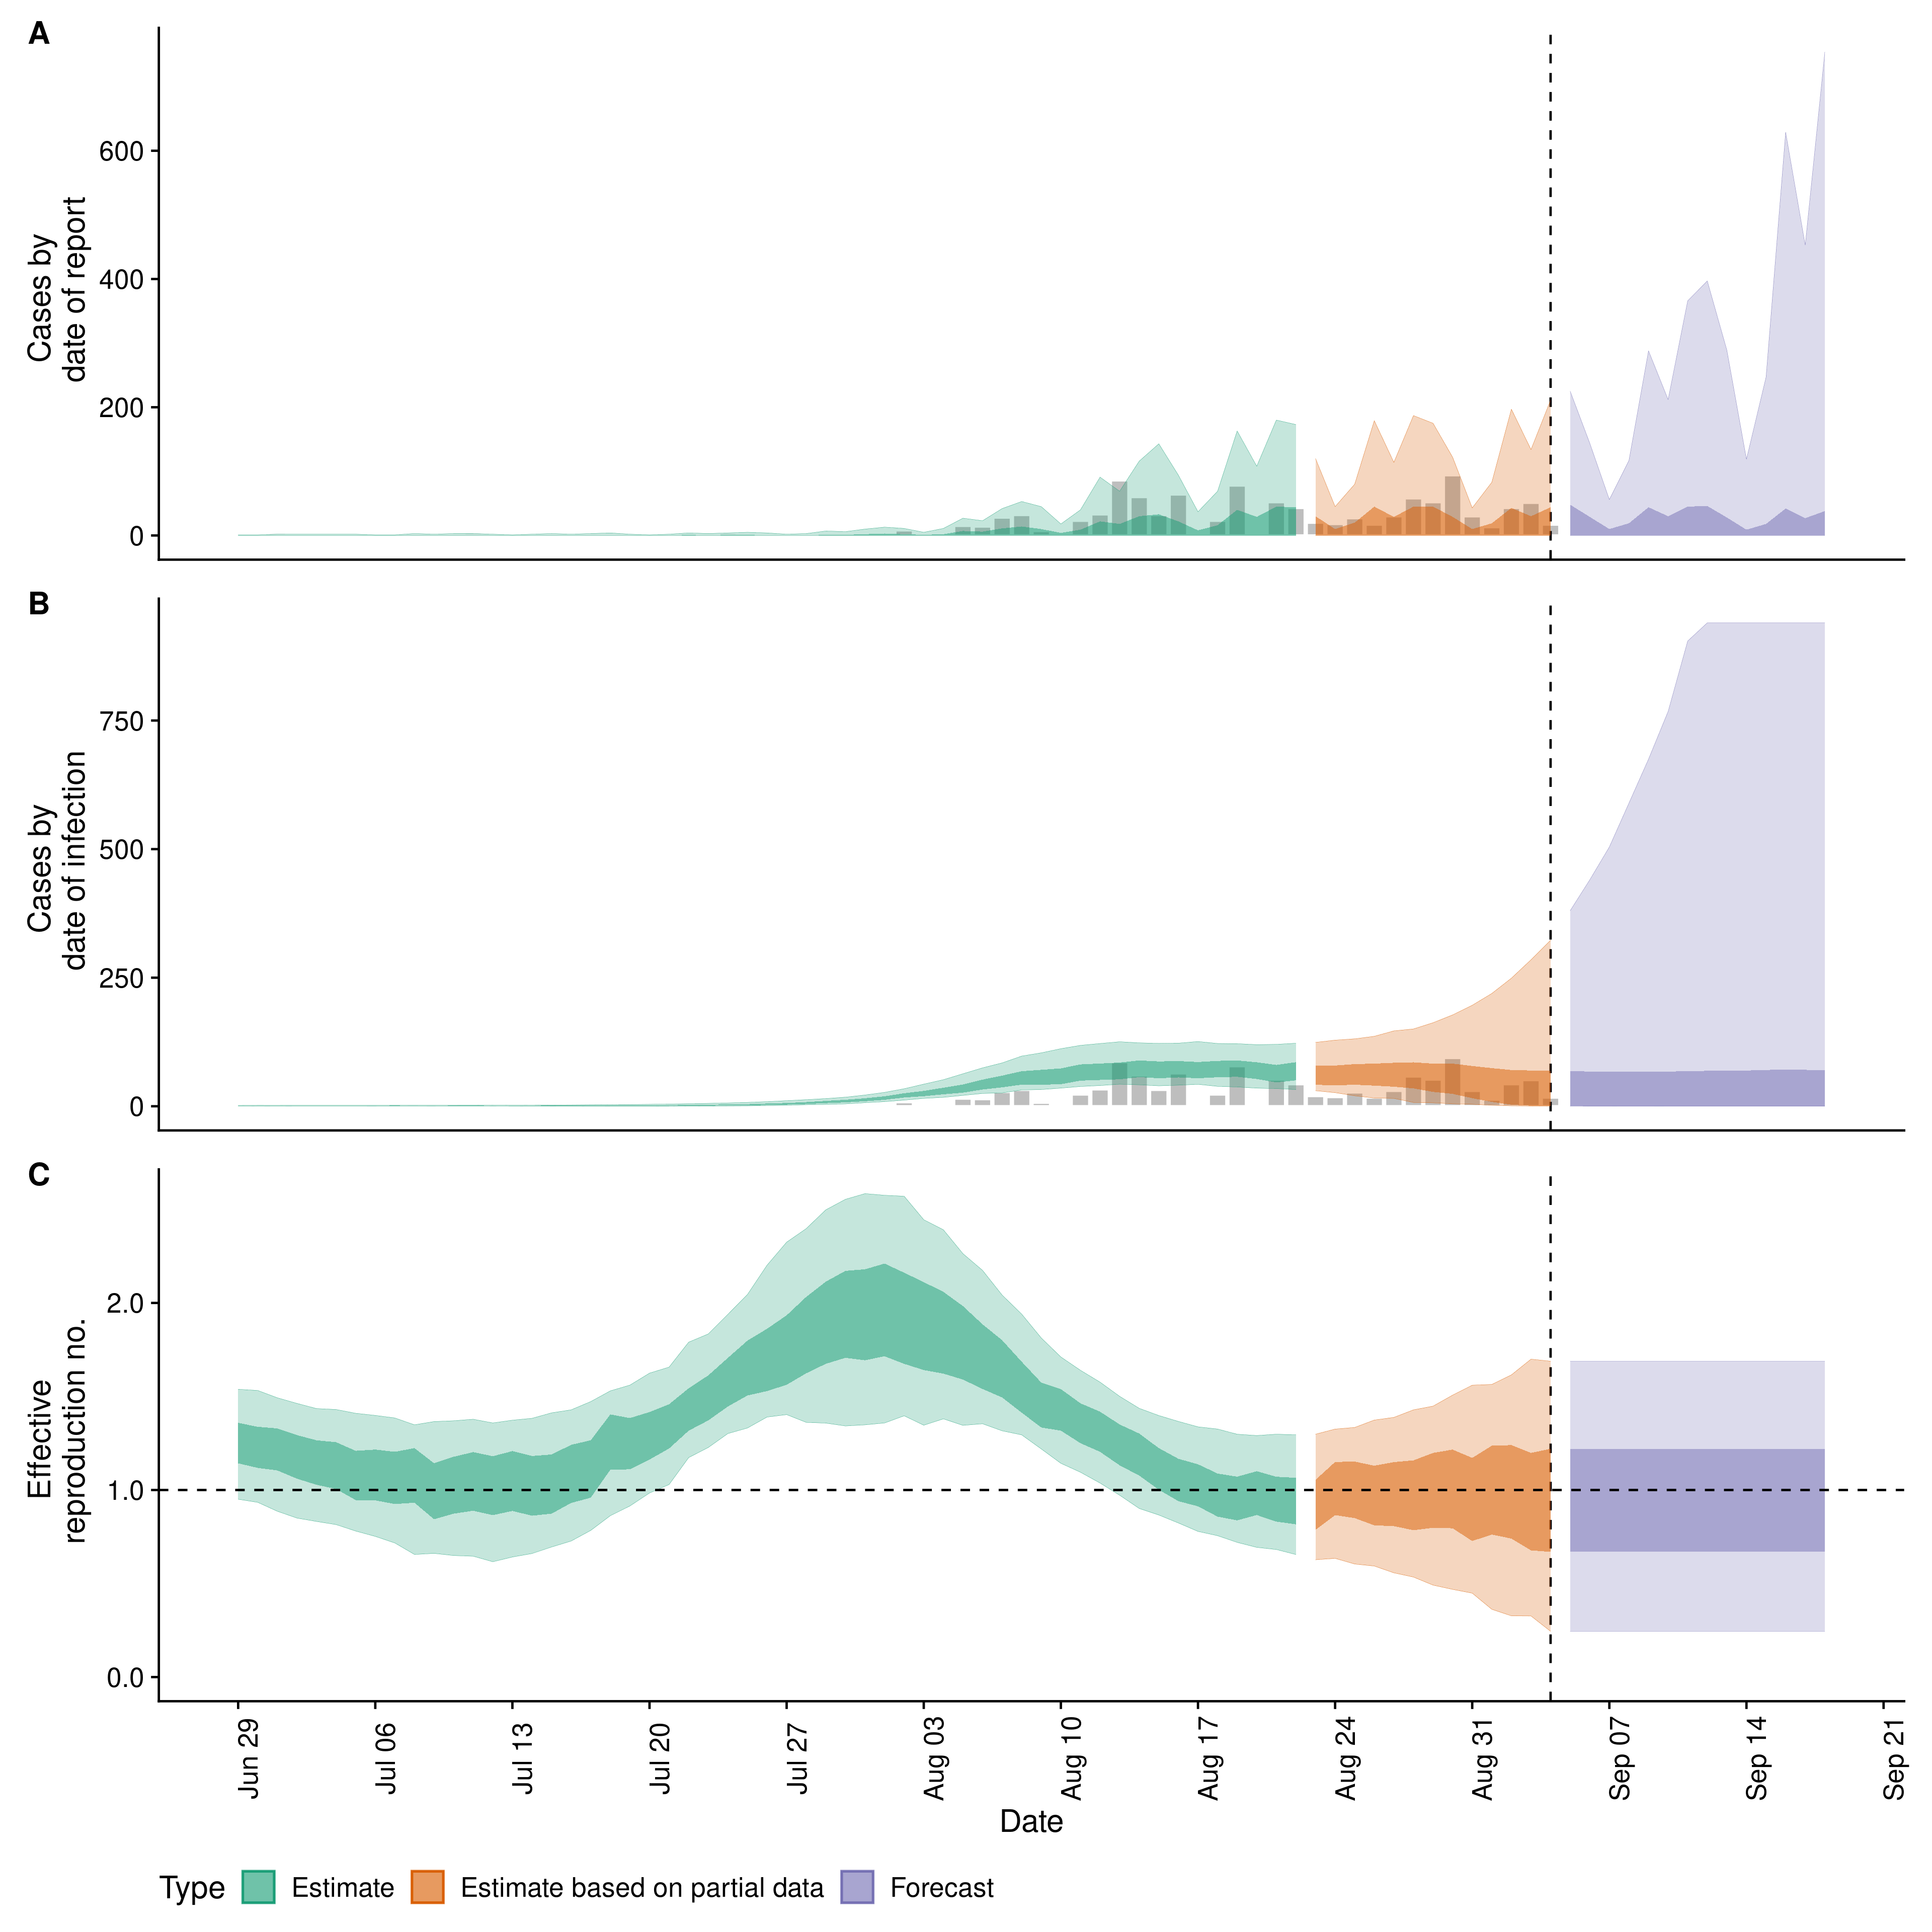 A
Cases by
date of report
600
400
200
0
B
Cases by
date of infection
750
500
250
0
C
Effective
reproduction no.
2.0
1.0
0.0
Jun 29
Jul 06
Jul 13
Jul 20
Jul 27
Aug 03
Aug 10
Aug 17
Aug 24
Aug 31
Sep 07
Sep 14
Sep 21
Date
Type Estimate Estimate based on partial data Forecast